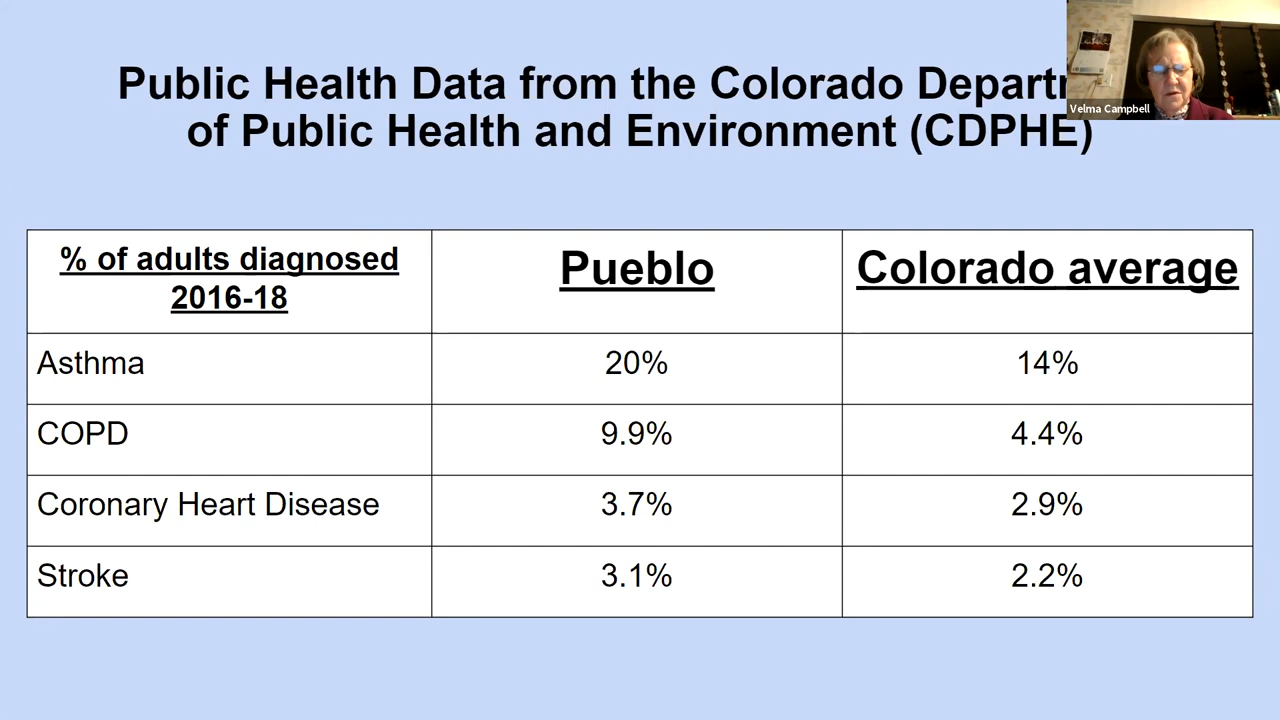 Public Health Data from the Colorado
of Public Health and Environment (CDPHE)
Velma Campbell
% of adults diagnosed
2016-18
Pueblo
Colorado average
Asthma
20%
14%
COPD
9.9%
4.4%
Coronary Heart Disease
3.7%
2.9%
Stroke
3.1%
2.2%